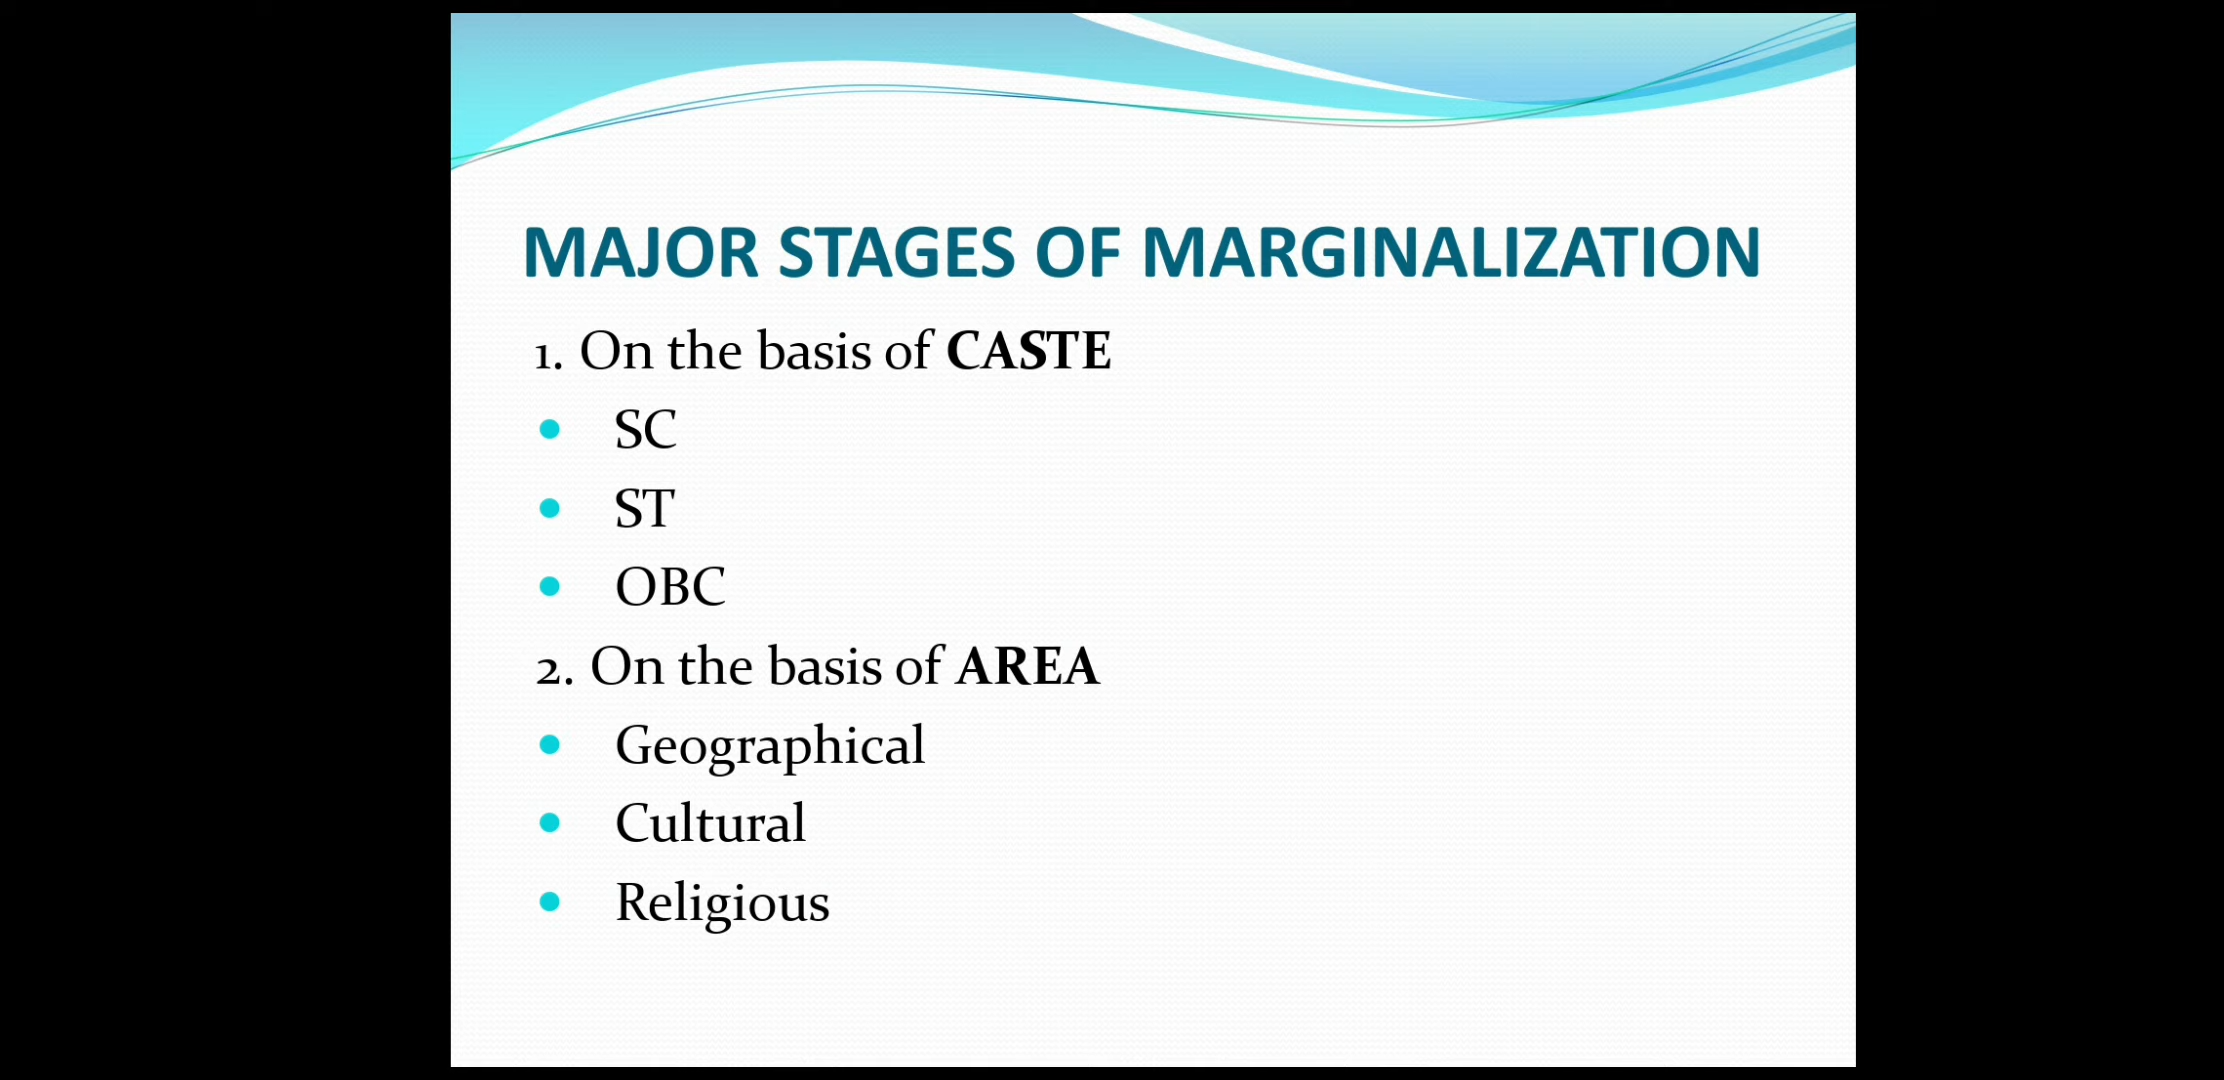 MAJOR STAGES OF MARGINALIZATION
1. On the basis of CASTE
• SC
• ST
• OBC
2. On the basis of AREA
• Geographical
• Cultural
• Religious